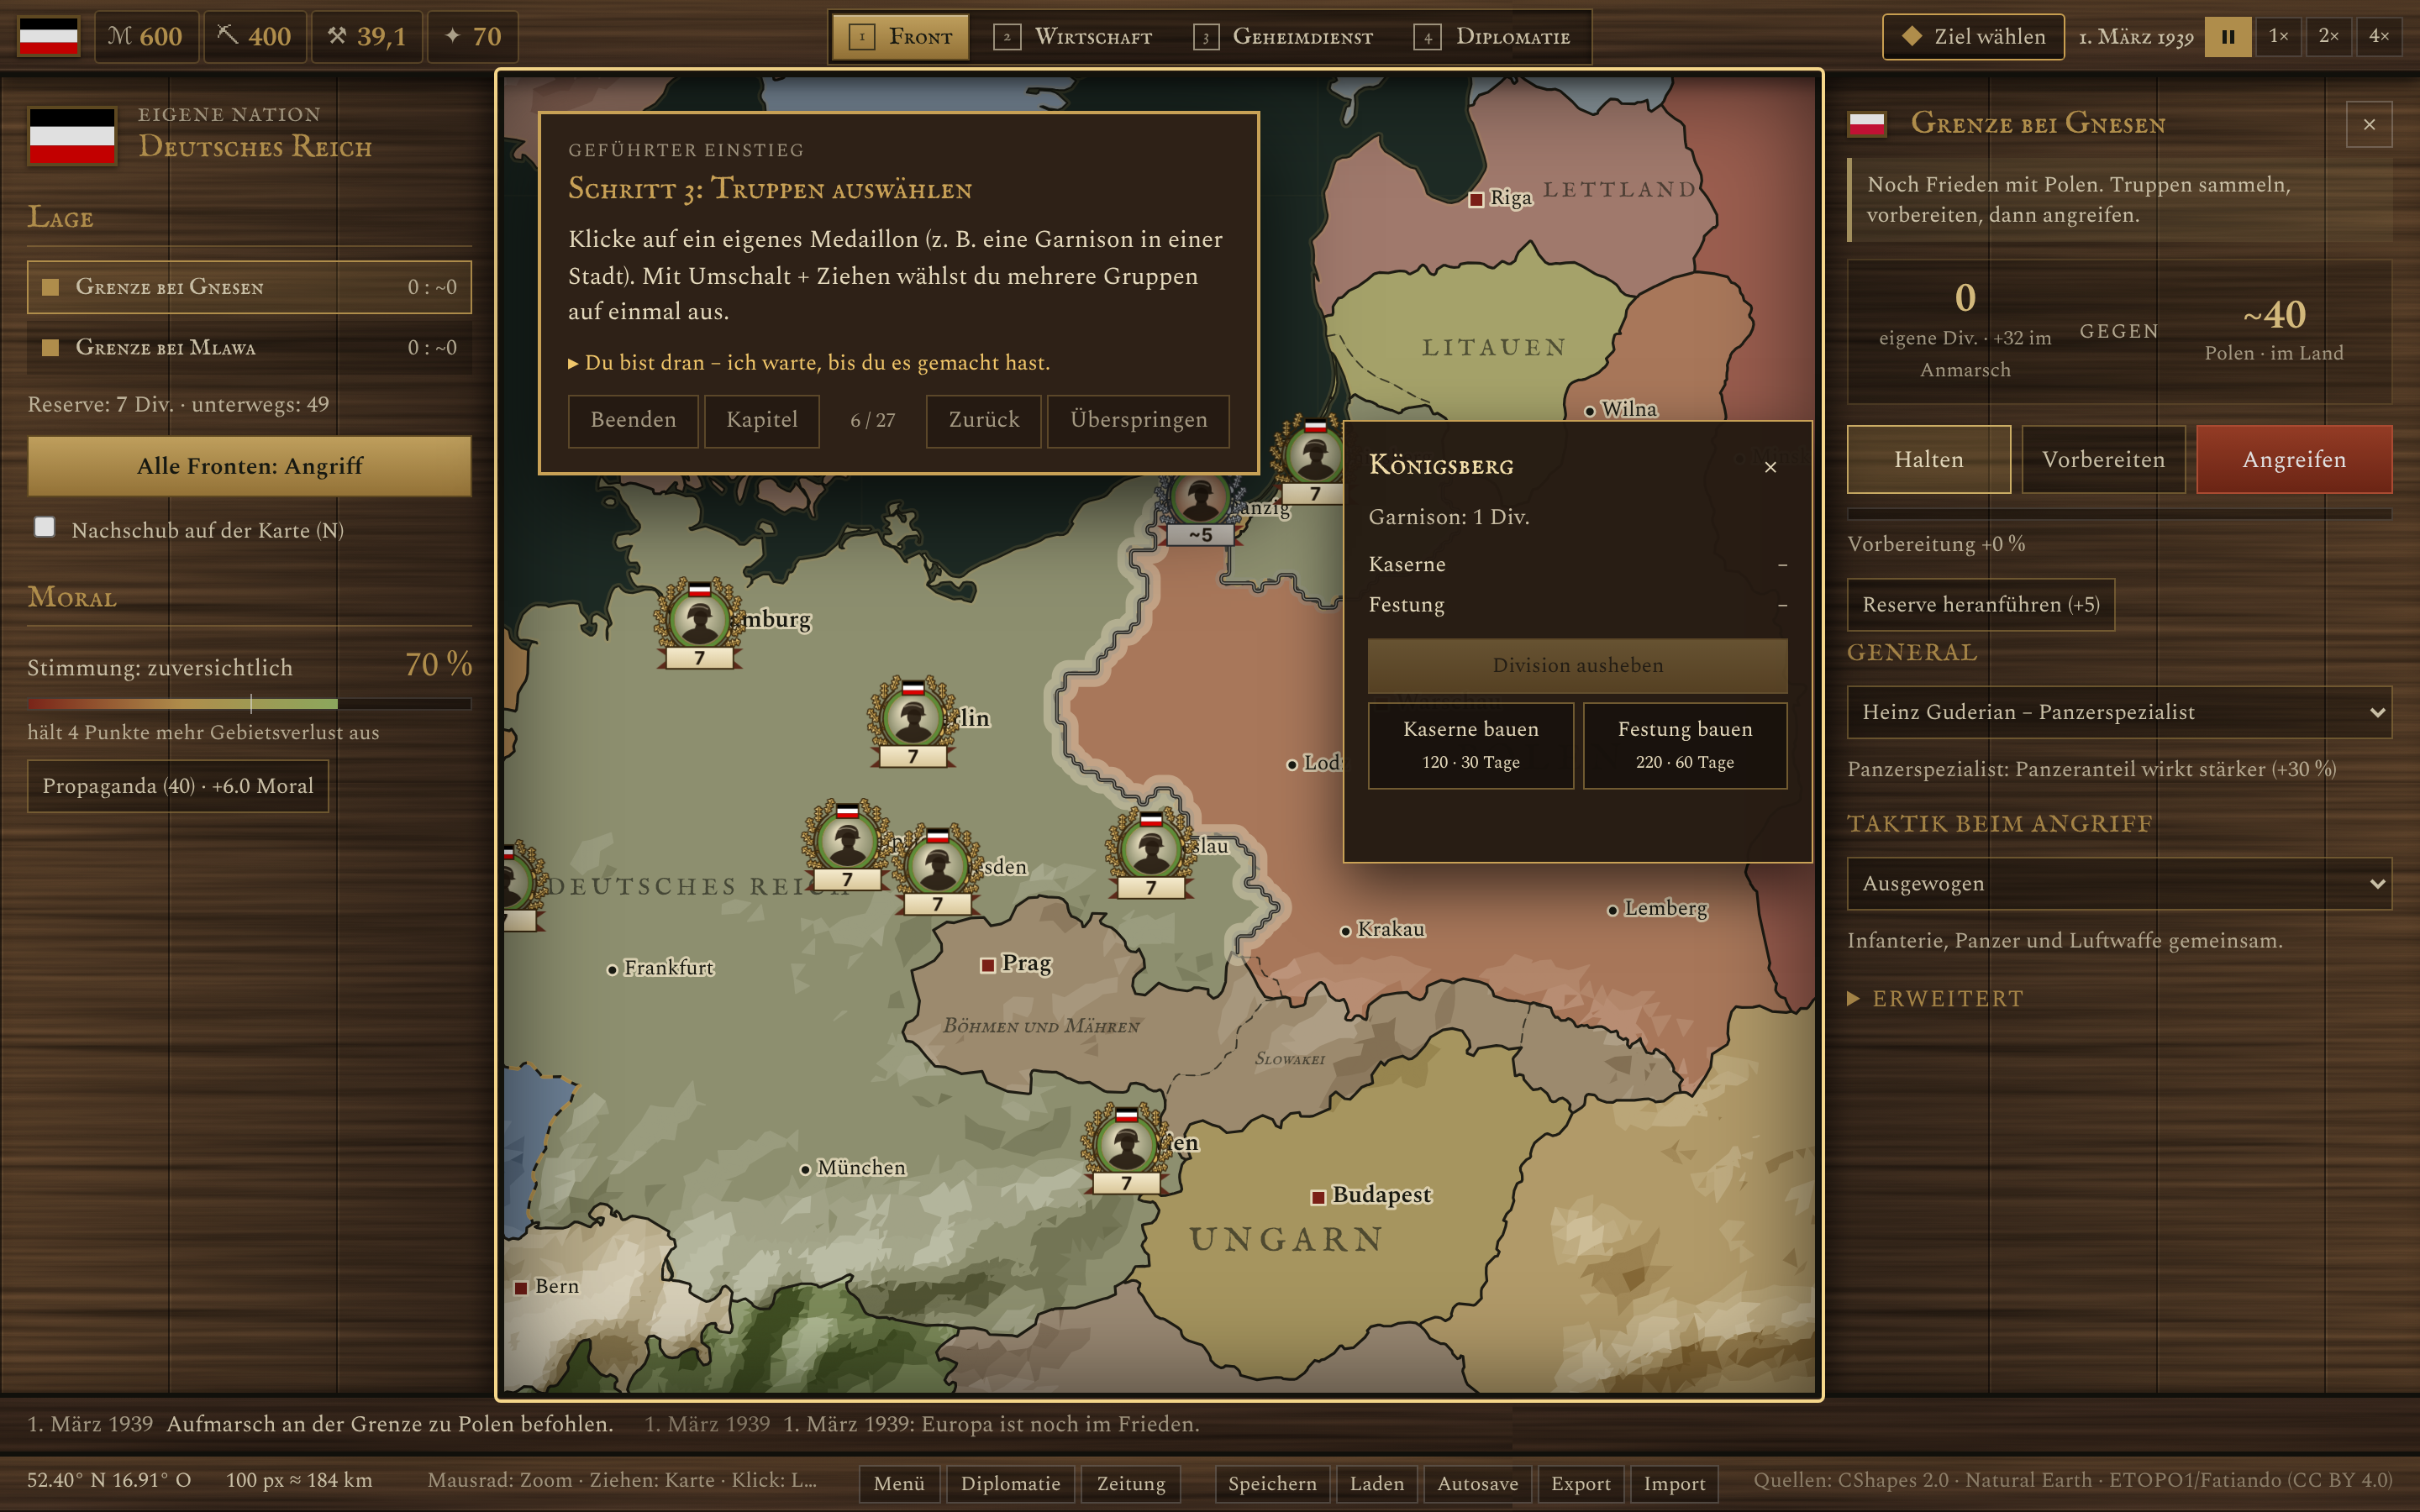 ℳ 600
400
39,1
70
1 Front
2 Wirtschaft
3 Geheimdienst
4 Diplomatie
Ziel wählen
1. März 1939
1×
2×
4×
EIGENE NATION
Deutsches Reich
Lage
Grenze bei Gnesen 0 : ~0
Grenze bei Mlawa 0 : ~0
Reserve: 7 Div. · unterwegs: 49
Alle Fronten: Angriff
Nachschub auf der Karte (N)
Moral
Stimmung: zuversichtlich 70 %
hält 4 Punkte mehr Gebietsverlust aus
Propaganda (40) · +6.0 Moral
GEFÜHRTER EINSTIEG
Schritt 3: Truppen auswählen
Klicke auf ein eigenes Medaillon (z. B. eine Garnison in einer
Stadt). Mit Umschalt + Ziehen wählst du mehrere Gruppen
auf einmal aus.
▸ Du bist dran – ich warte, bis du es gemacht hast.
Beenden
Kapitel
6 / 27
Zurück
Überspringen
Riga
LETTLAND
LITAUEN
Wilna
7
anzig
~5
mburg
7
rlin
7
Lod
7
7
sden
7
slau
7
DEUTSCHES REICH
Lemberg
Krakau
Frankfurt
Prag
Böhmen und Mähren
Slowakei
ien
7
München
Budapest
UNGARN
Bern
Königsberg
×
Garnison: 1 Div.
Kaserne –
Festung –
Division ausheben
Kaserne bauen
120 · 30 Tage
Festung bauen
220 · 60 Tage
Grenze bei Gnesen
×
Noch Frieden mit Polen. Truppen sammeln,
vorbereiten, dann angreifen.
0
eigene Div. · +32 im
Anmarsch
GEGEN
~40
Polen · im Land
Halten
Vorbereiten
Angreifen
Vorbereitung +0 %
Reserve heranführen (+5)
GENERAL
Heinz Guderian – Panzerspezialist
Panzerspezialist: Panzeranteil wirkt stärker (+30 %)
TAKTIK BEIM ANGRIFF
Ausgewogen
Infanterie, Panzer und Luftwaffe gemeinsam.
ERWEITERT
1. März 1939 Aufmarsch an der Grenze zu Polen befohlen. 1. März 1939 1. März 1939: Europa ist noch im Frieden.
52.40° N 16.91° O
100 px ≈ 184 km
Mausrad: Zoom · Ziehen: Karte · Klick: L...
Menü
Diplomatie
Zeitung
Speichern
Laden
Autosave
Export
Import
Quellen: CShapes 2.0 · Natural Earth · ETOPO1/Fatiando (CC BY 4.0)